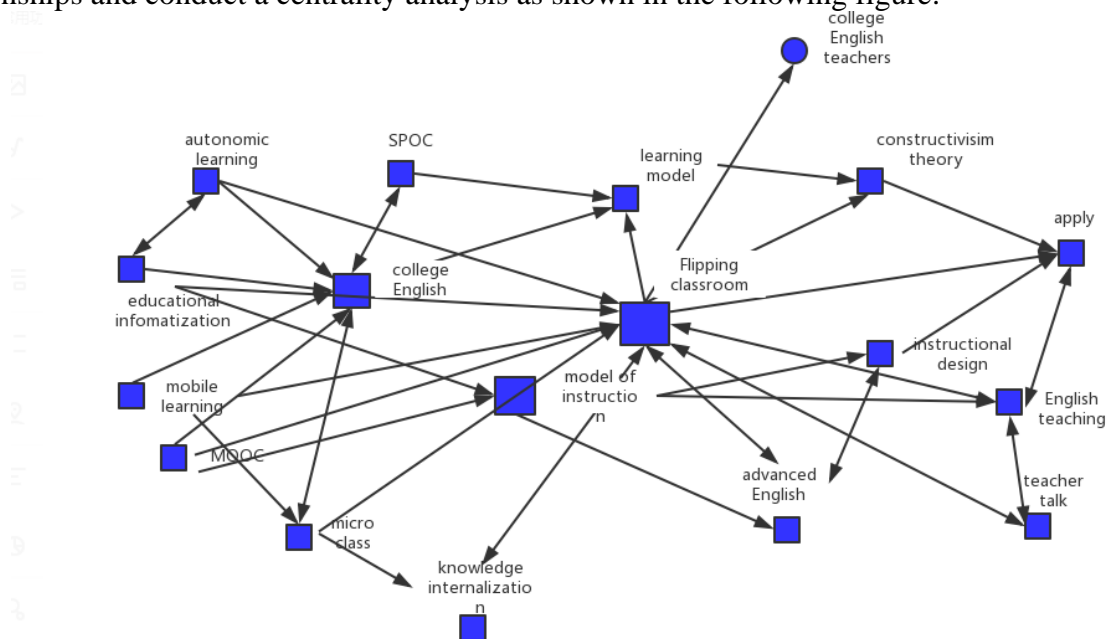 nships and conduct a centrality analysis as shown in the following figure.
college
English
teachers
autonomic
learning
SPOC
learning
model
constructivisim
theory
apply
college
English
Flipping
classroom
educational
infomatization
instructional
design
mobile
learning
model of
instructio
n
English
teaching
MOOC
advanced
English
teacher
talk
micro
class
knowledge
internalizatio
n